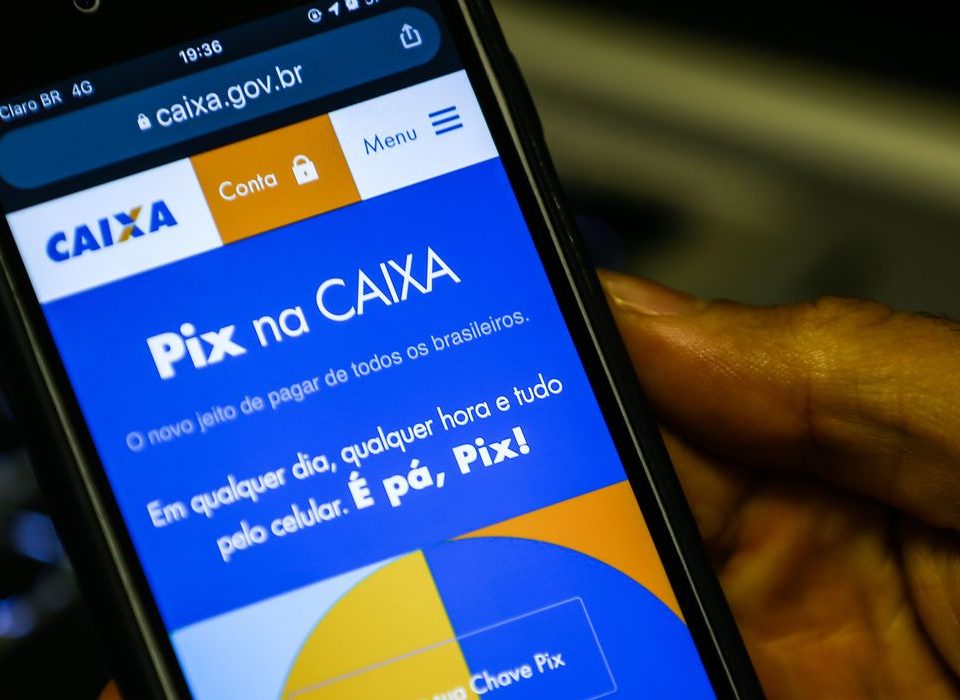 19:36
Claro BR 4G
caixa.gov.br
CAIXA
Conta
Menu
Pix na CAIXA
O novo jeito de pagar de todos os brasileiros.
Em qualquer dia, qualquer hora e tudo
pelo celular. É pá, Pix!
Chave Pix